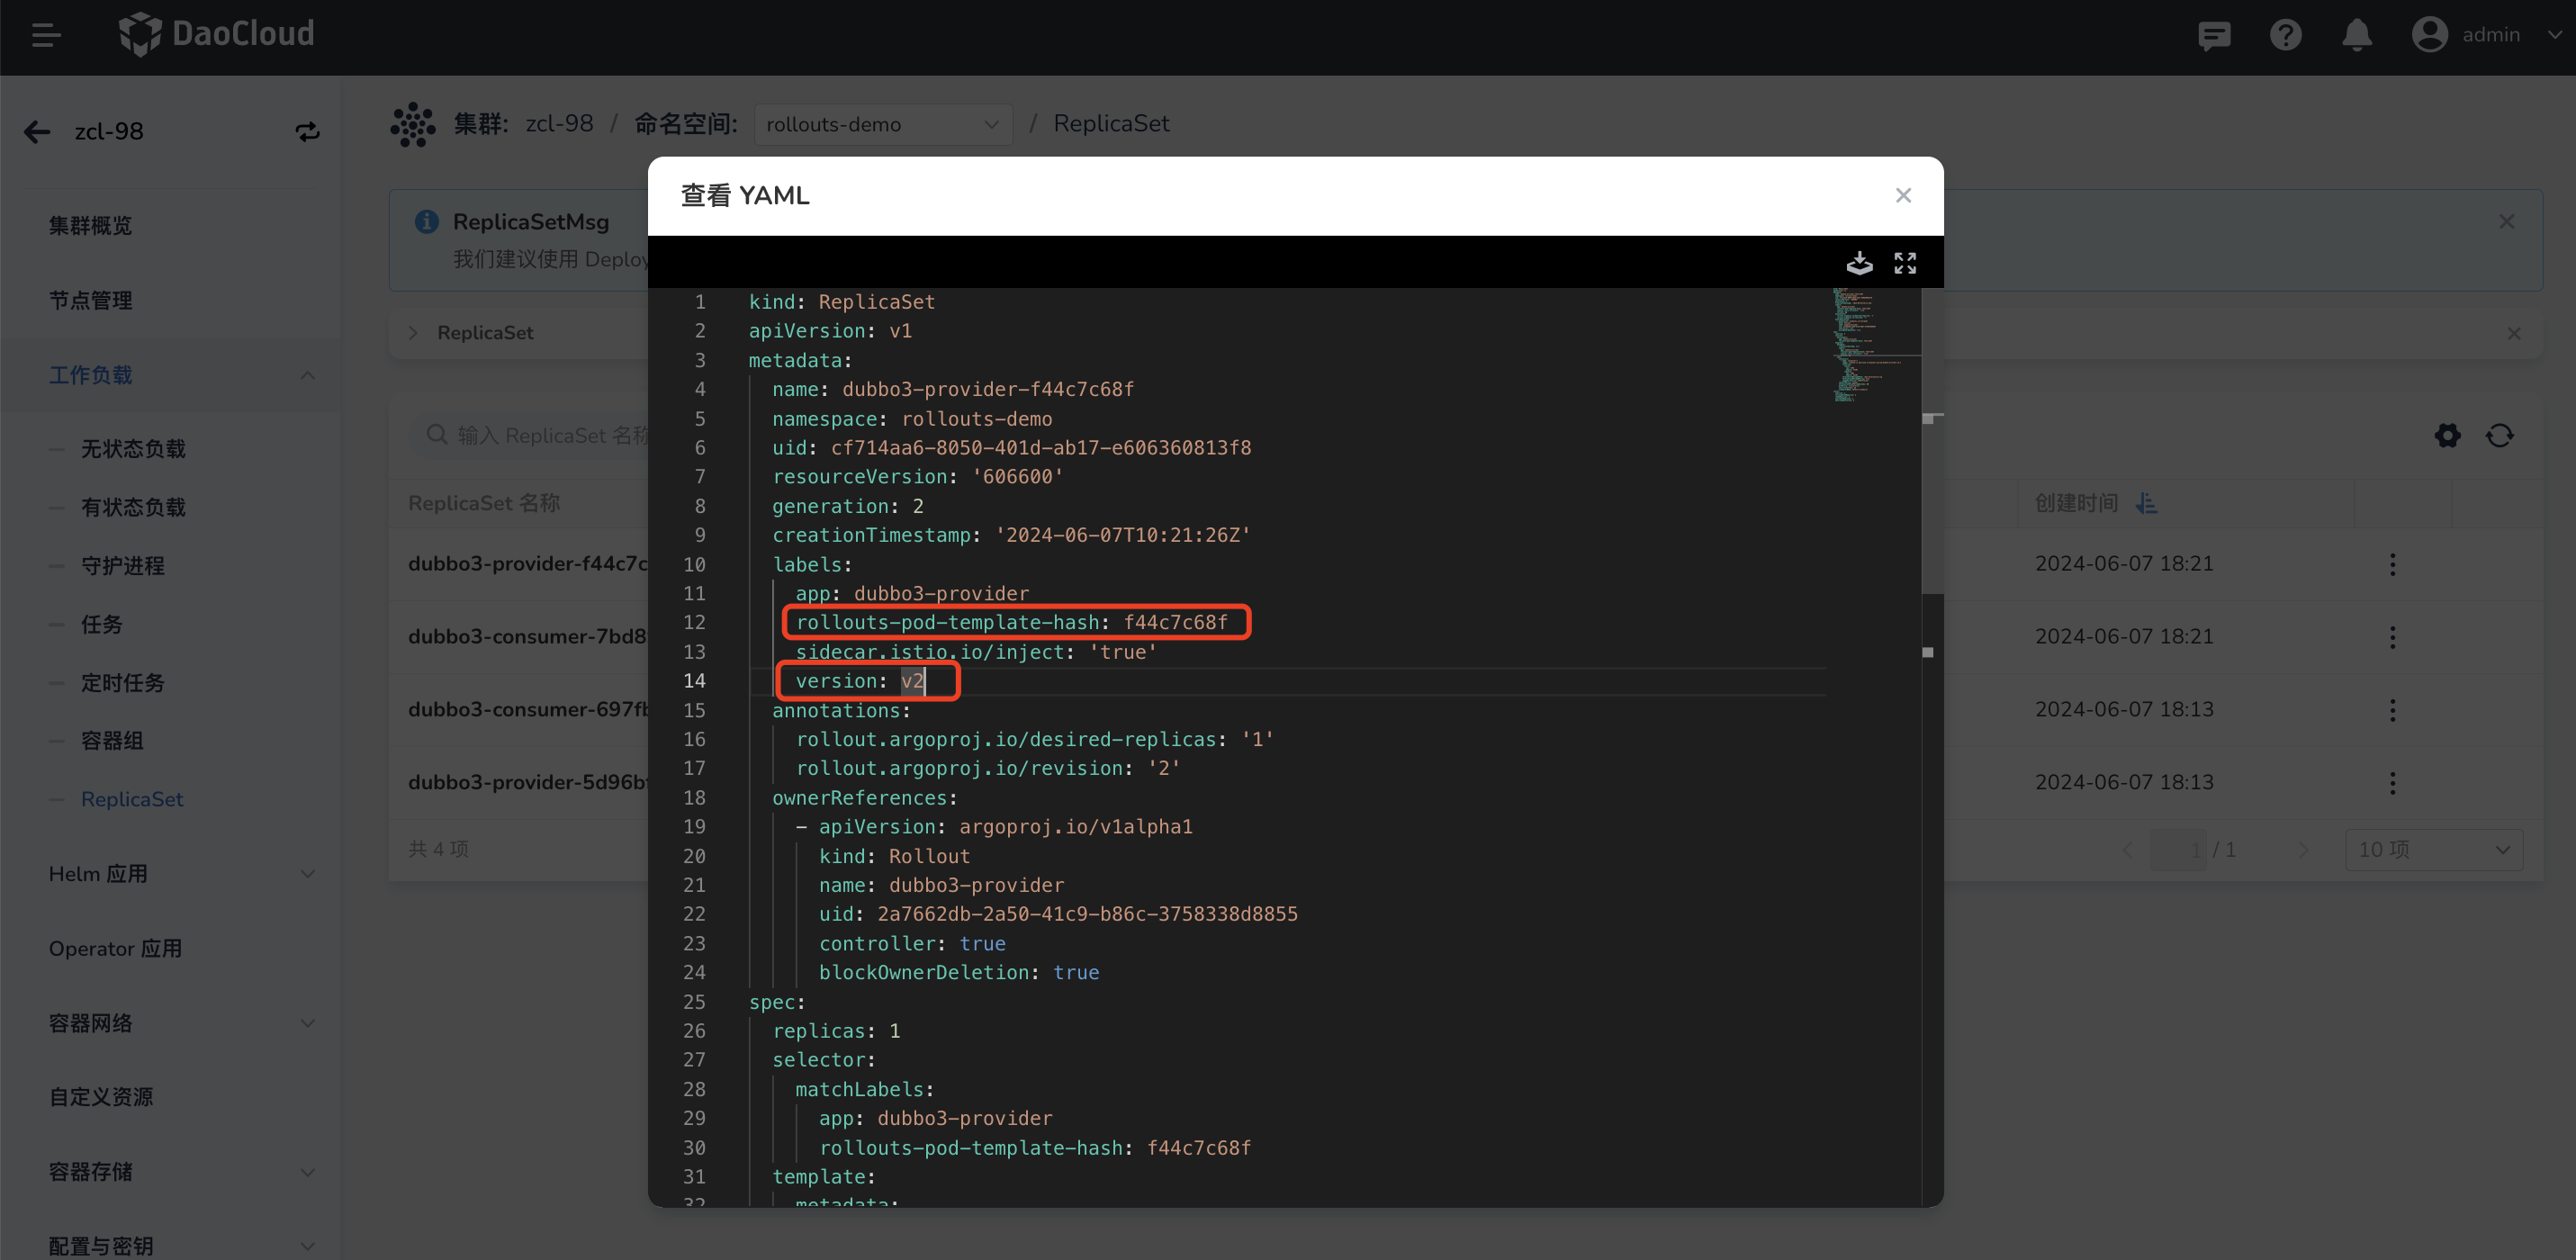 DaoCloud
admin
zcl-98
集群: zcl-98 / 命名空间: rollouts-demo / ReplicaSet
集群概览
节点管理
工作负载
无状态负载
有状态负载
守护进程
任务
定时任务
容器组
ReplicaSet
Helm 应用
Operator 应用
容器网络
自定义资源
容器存储
配置与密钥
ReplicaSetMsg
我们建议使用 Deploy
ReplicaSet
输入 ReplicaSet 名称
ReplicaSet 名称
创建时间
dubbo3-provider-f44c7c
2024-06-07 18:21
dubbo3-consumer-7bd8
2024-06-07 18:21
dubbo3-consumer-697fb
2024-06-07 18:13
dubbo3-provider-5d96bf
2024-06-07 18:13
共 4 项
1 / 1
10 项
查看 YAML
1 kind: ReplicaSet
2 apiVersion: v1
3 metadata:
4 name: dubbo3-provider-f44c7c68f
5 namespace: rollouts-demo
6 uid: cf714aa6-8050-401d-ab17-e606360813f8
7 resourceVersion: '606600'
8 generation: 2
9 creationTimestamp: '2024-06-07T10:21:26Z'
10 labels:
11 app: dubbo3-provider
12 rollouts-pod-template-hash: f44c7c68f
13 sidecar.istio.io/inject: 'true'
14 version: v2
15 annotations:
16 rollout.argoproj.io/desired-replicas: '1'
17 rollout.argoproj.io/revision: '2'
18 ownerReferences:
19 - apiVersion: argoproj.io/v1alpha1
20 kind: Rollout
21 name: dubbo3-provider
22 uid: 2a7662db-2a50-41c9-b86c-3758338d8855
23 controller: true
24 blockOwnerDeletion: true
25 spec:
26 replicas: 1
27 selector:
28 matchLabels:
29 app: dubbo3-provider
30 rollouts-pod-template-hash: f44c7c68f
31 template:
32 metadata: